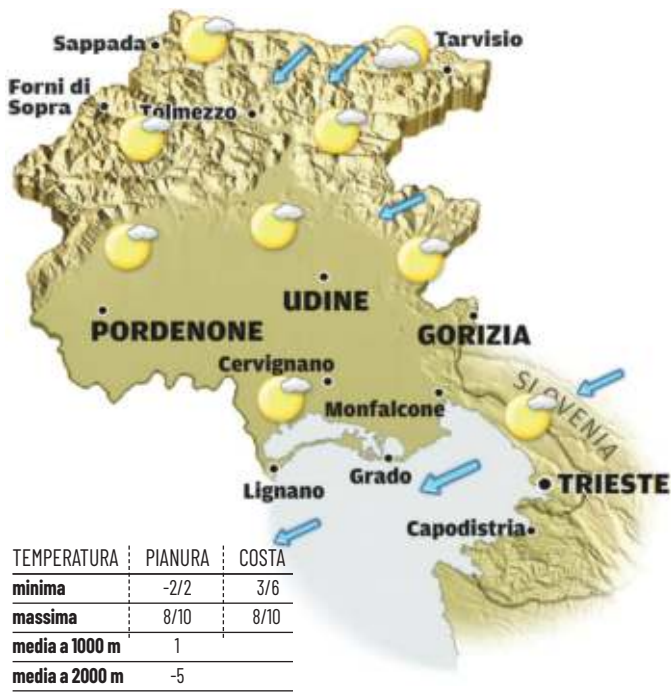 Sappada
Tarvisio
Forni di
Sopra
Tolmezzo
UDINE
PORDENONE
GORIZIA
Cervignano
SLOVENIA
Monfalcone
Grado
Lignano
TRIESTE
Capodistria
TEMPERATURA PIANURA COSTA
minima -2/2 3/6
massima 8/10 8/10
media a 1000 m 1
media a 2000 m -5